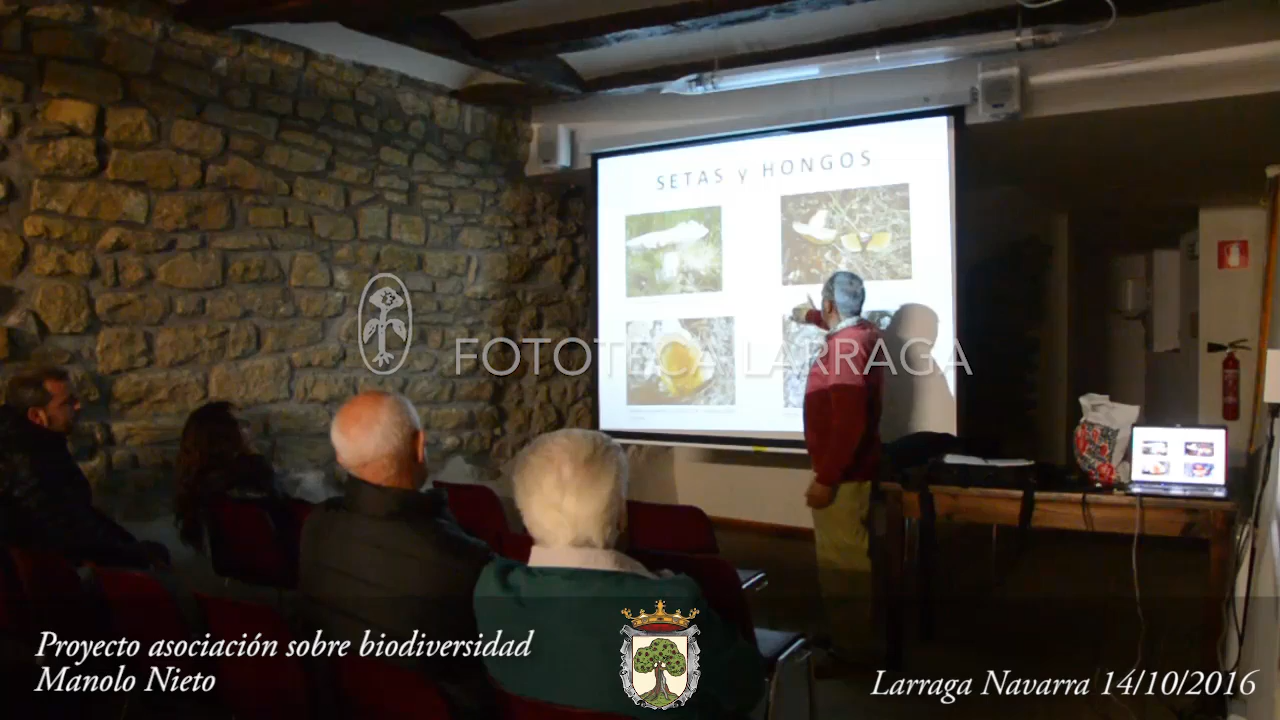 SETAS y HONGOS
FOTOTECA LARRAGA
Proyecto asociación sobre biodiversidad
Manolo Nieto
Larraga Navarra 14/10/2016